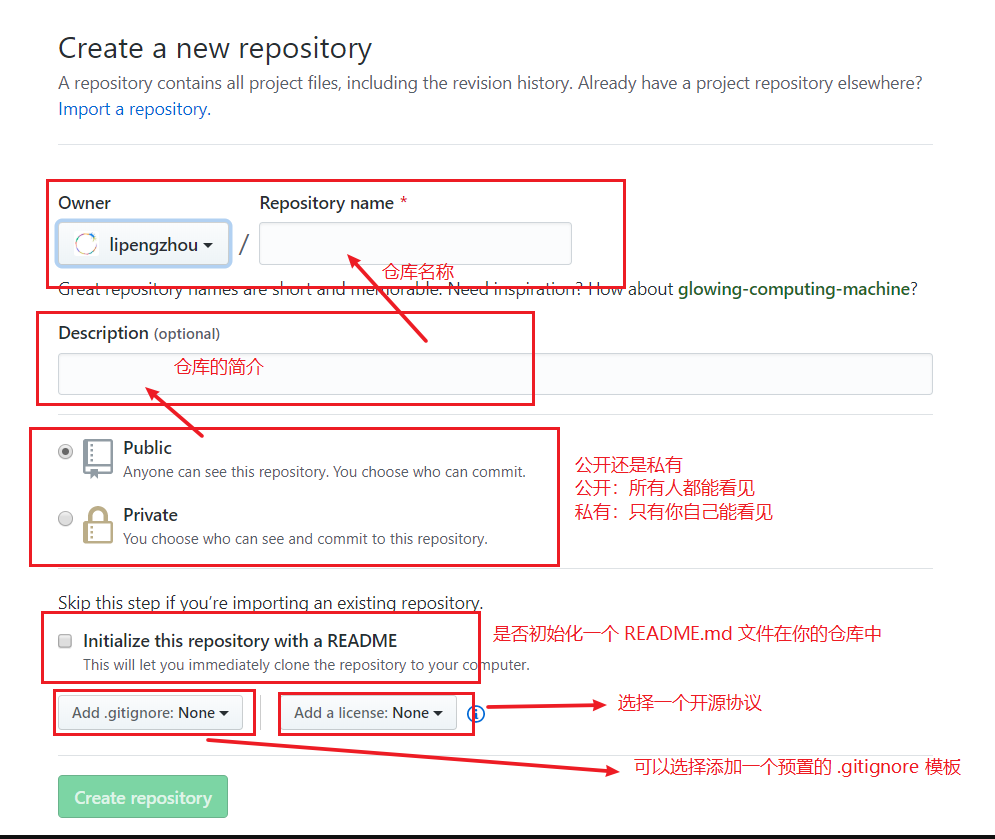 Create a new repository
A repository contains all project files, including the revision history. Already have a project repository elsewhere?
Import a repository.
Owner
Repository name *
lipengzhou
/
仓库名称
Great repository names are short and memorable. Need inspiration? How about glowing-computing-machine?
Description (optional)
仓库的简介
Public
Anyone can see this repository. You choose who can commit.
Private
You choose who can see and commit to this repository.
公开还是私有
公开：所有人都能看见
私有：只有你自己能看见
Skip this step if you’re importing an existing repository.
Initialize this repository with a README
This will let you immediately clone the repository to your computer.
是否初始化一个 README.md 文件在你的仓库中
Add .gitignore: None
Add a license: None
选择一个开源协议
可以选择添加一个预置的 .gitignore 模板
Create repository